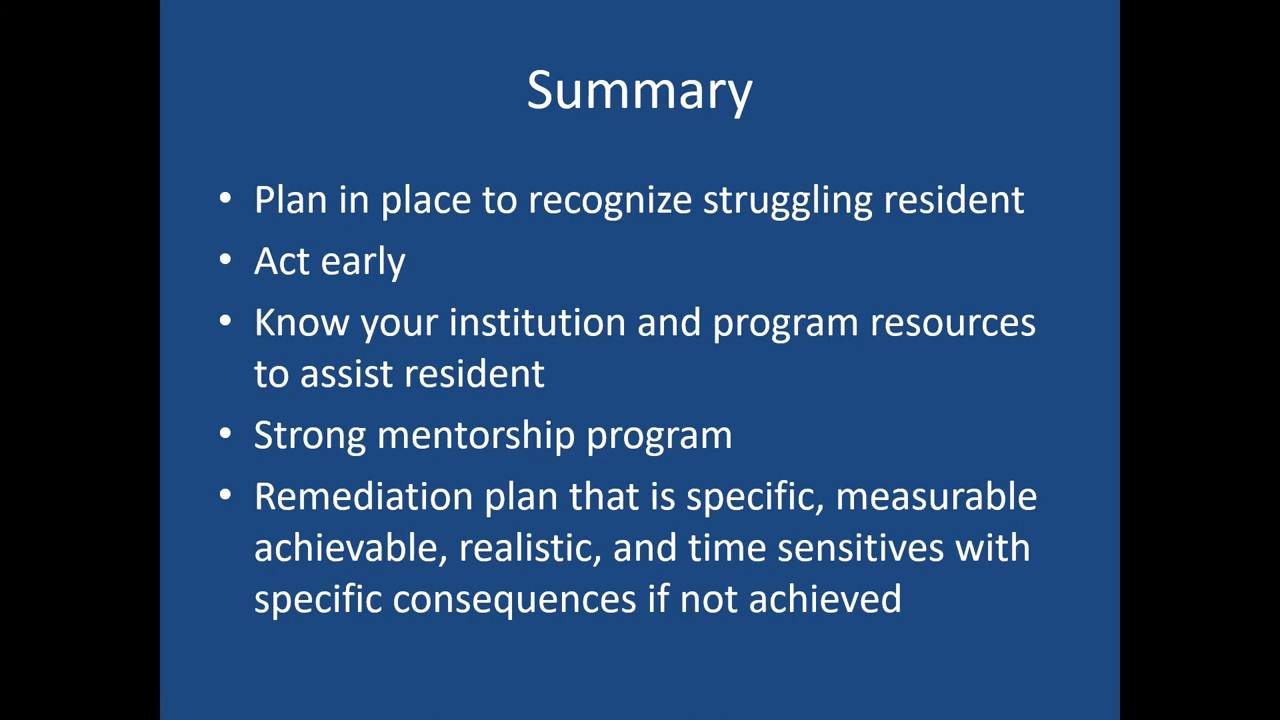 Summary
• Plan in place to recognize struggling resident
• Act early
• Know your institution and program resources
to assist resident
• Strong mentorship program
• Remediation plan that is specific, measurable
achievable, realistic, and time sensitives with
specific consequences if not achieved